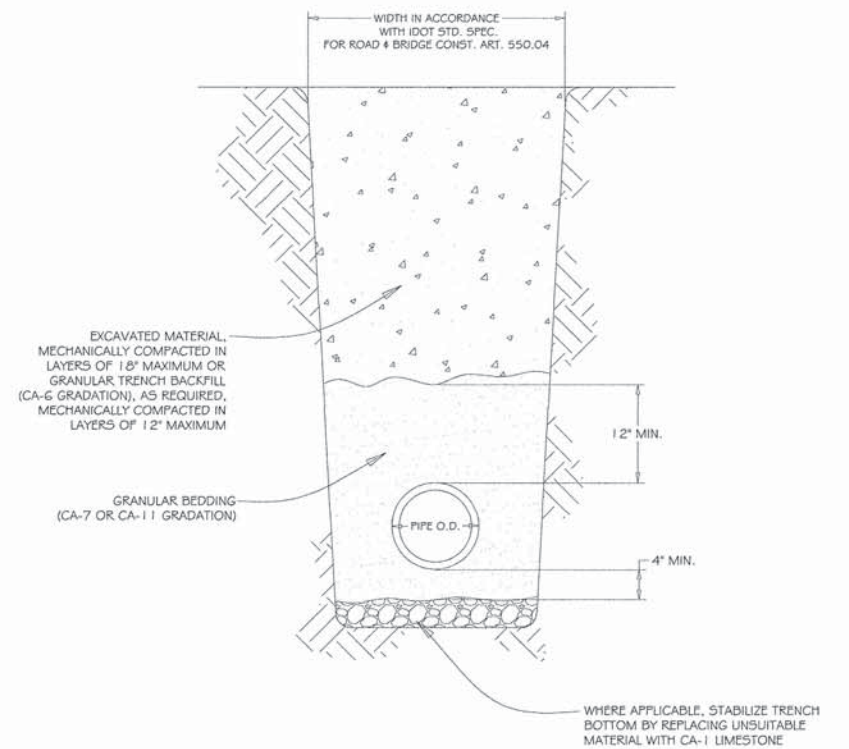 WIDTH IN ACCORDANCE
WITH IDOT STD. SPEC.
FOR ROAD & BRIDGE CONST. ART. 550.04
EXCAVATED MATERIAL,
MECHANICALLY COMPACTED IN
LAYERS OF 18" MAXIMUM OR
GRANULAR TRENCH BACKFILL
(CA-6 GRADATION), AS REQUIRED,
MECHANICALLY COMPACTED IN
LAYERS OF 12" MAXIMUM
12" MIN.
GRANULAR BEDDING
(CA-7 OR CA-11 GRADATION)
PIPE O.D.
4" MIN.
WHERE APPLICABLE, STABILIZE TRENCH
BOTTOM BY REPLACING UNSUITABLE
MATERIAL WITH CA-1 LIMESTONE